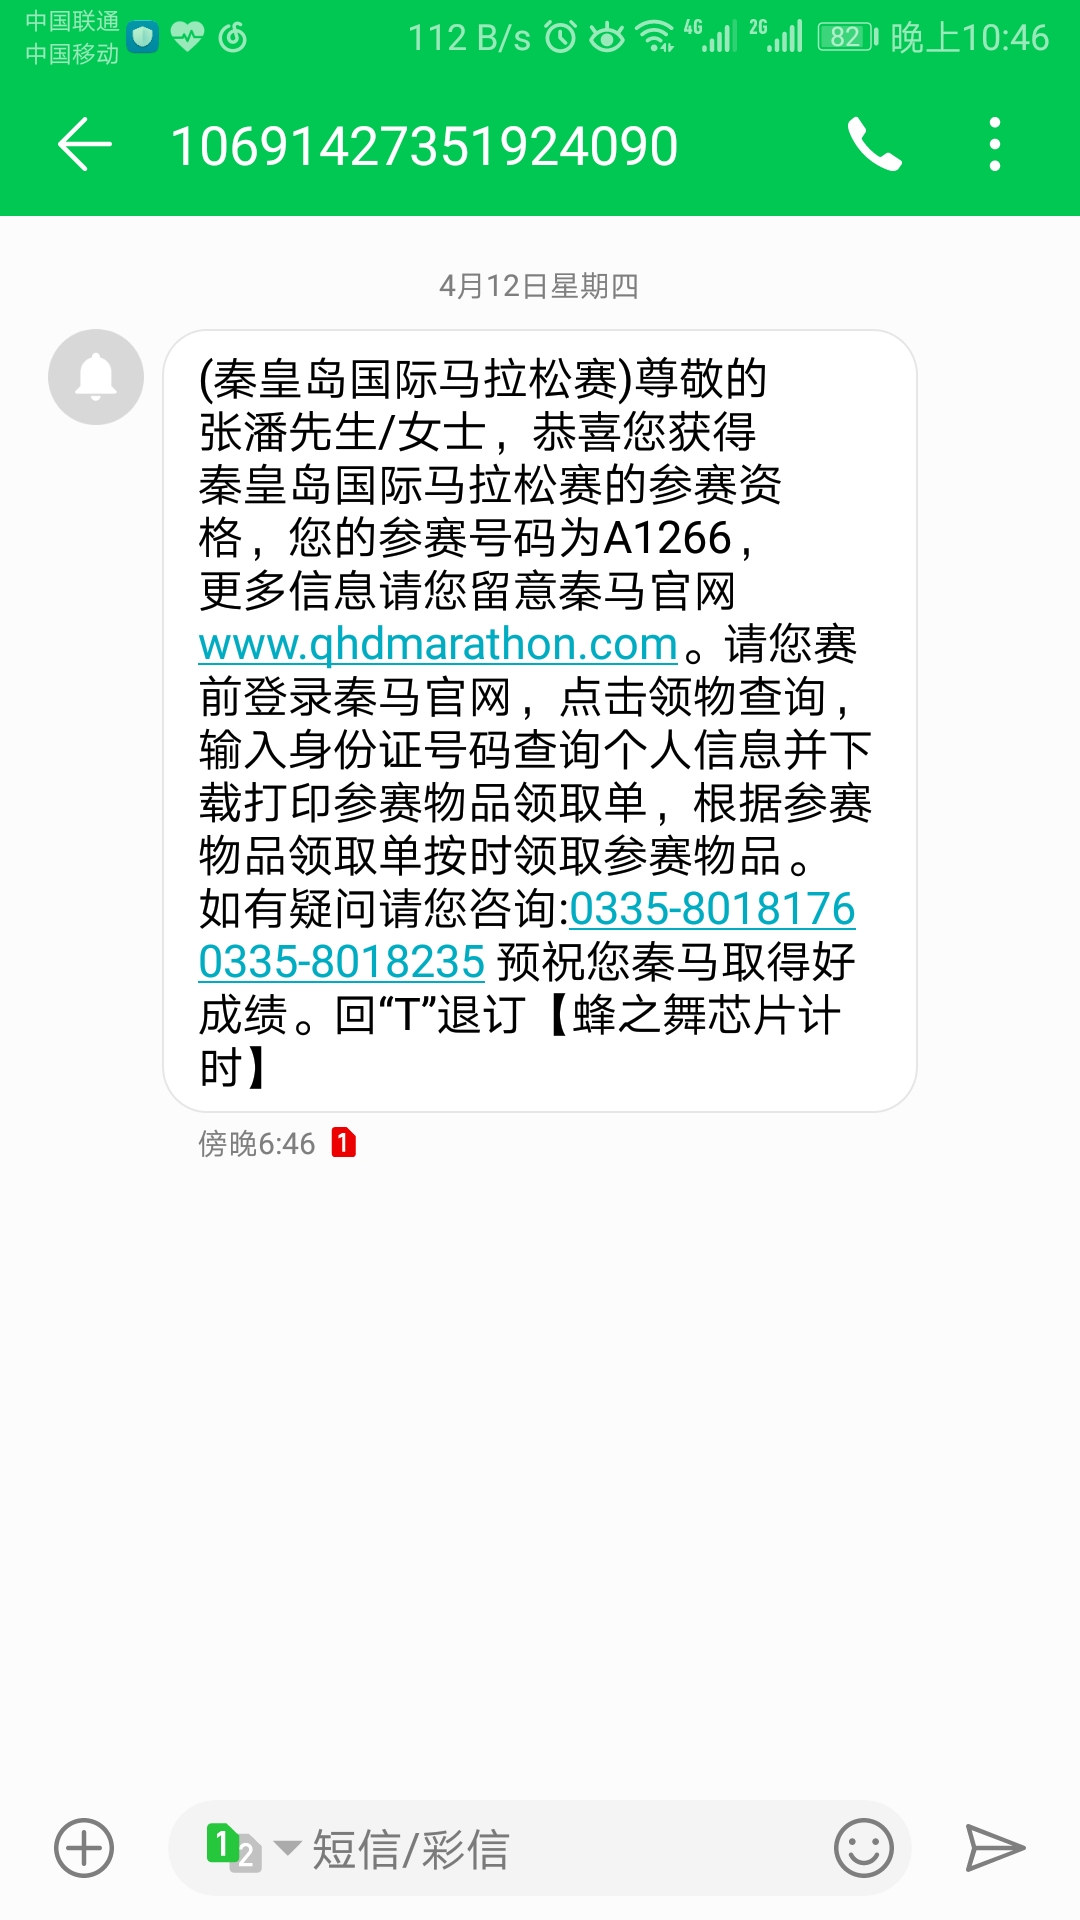 中国联通
中国移动
112 B/s 4G 2G 82 晚上10:46
106914273519​24090
4月12日星期四
(秦皇岛国际马拉松赛)尊敬的
张潘先生/女士，恭喜您获得
秦皇岛国际马拉松赛的参赛资
格，您的参赛号码为A1266，
更多信息请您留意秦马官网
www.qhdmarathon.com。请您赛
前登录秦马官网，点击领物查询，
输入身份证号码查询个人信息并下
载打印参赛物品领取单，根据参赛
物品领取单按时领取参赛物品。
如有疑问请您咨询:0335-8018176
0335-8018235 预祝您秦马取得好
成绩。回“T”退订【蜂之舞芯片计
时】
傍晚6:46 1
1 2 短信/彩信